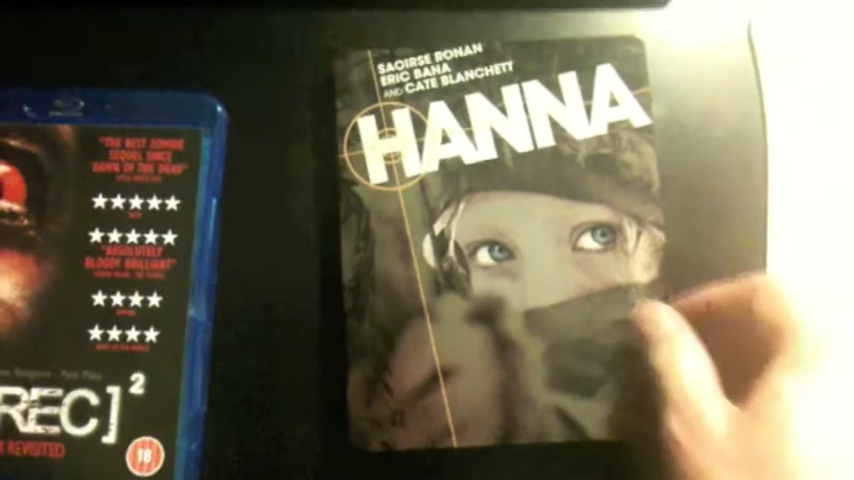 "THE BEST ZOMBIE
SEQUEL SINCE
DAWN OF THE DEAD"
"ABSOLUTELY
BLOODY BRILLIANT"
REC]²
REVISITED
18
SAOIRSE RONAN
ERIC BANA
AND CATE BLANCHETT
HANNA